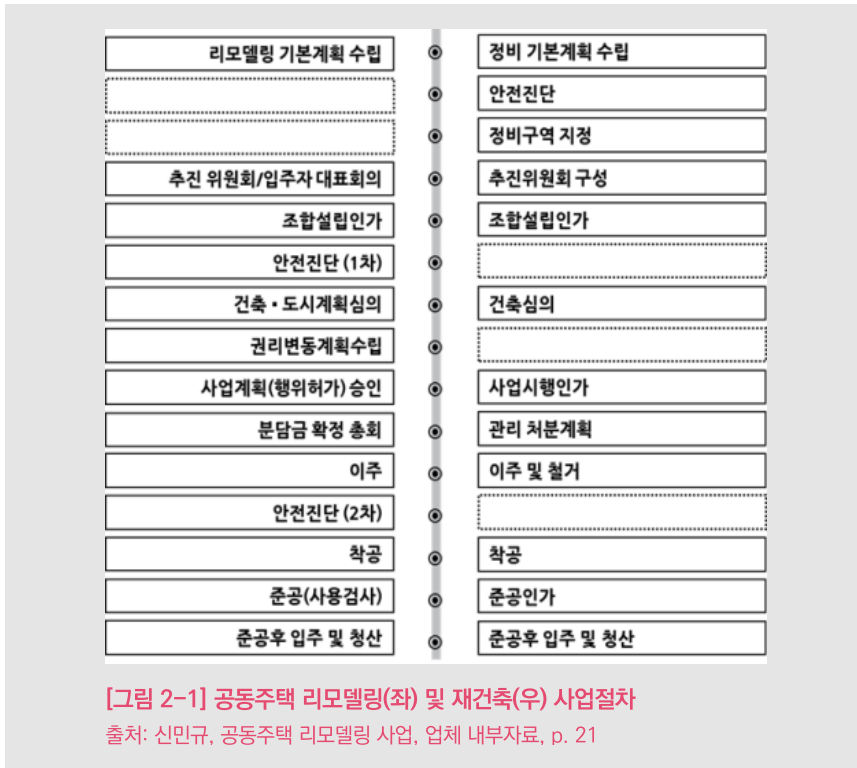 리모델링 기본계획 수립
정비 기본계획 수립
안전진단
정비구역 지정
추진 위원회/입주자 대표회의
추진위원회 구성
조합설립인가
조합설립인가
안전진단 (1차)
건축·도시계획심의
건축심의
권리변동계획수립
사업계획(행위허가) 승인
사업시행인가
분담금 확정 총회
관리 처분계획
이주
이주 및 철거
안전진단 (2차)
착공
착공
준공(사용검사)
준공인가
준공후 입주 및 청산
준공후 입주 및 청산
[그림 2-1] 공동주택 리모델링(좌) 및 재건축(우) 사업절차
출처: 신민규, 공동주택 리모델링 사업, 업체 내부자료, p. 21